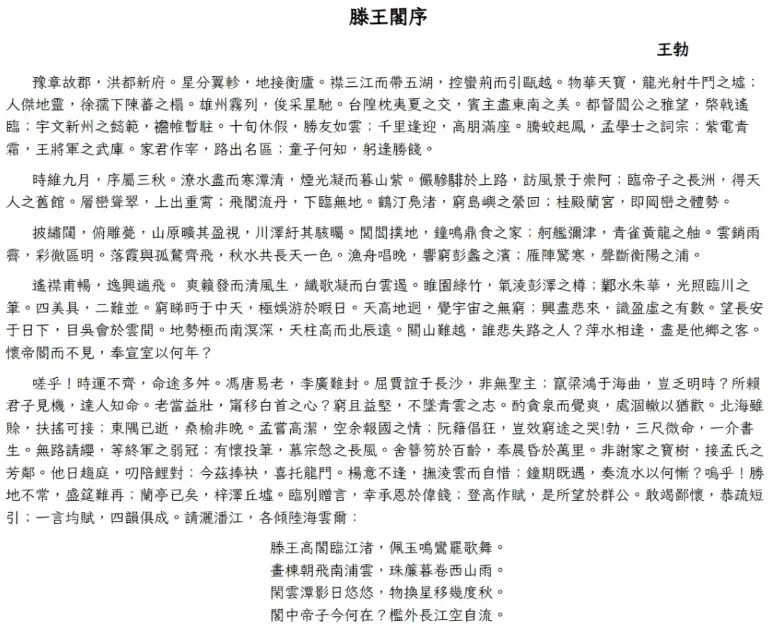 滕王閣序
王勃
豫章故郡，洪都新府。星分翼軫，地接衡廬。襟三江而帶五湖，控蠻荊而引甌越。物華天寶，龍光射牛鬥之墟；
人傑地靈，徐孺下陳蕃之榻。雄州霧列，俊采星馳。台隍枕夷夏之交，賓主盡東南之美。都督閻公之雅望，棨戟遙
臨；宇文新州之懿範，襜帷暫駐。十旬休假，勝友如雲；千里逢迎，高朋滿座。騰蛟起鳳，孟學士之詞宗；紫電青
霜，王將軍之武庫。家君作宰，路出名區；童子何知，躬逢勝餞。
時維九月，序屬三秋。潦水盡而寒潭清，煙光凝而暮山紫。儼驂騑於上路，訪風景于崇阿；臨帝子之長洲，得天
人之舊館。層巒聳翠，上出重霄；飛閣流丹，下臨無地。鶴汀鳧渚，窮島嶼之縈回；桂殿蘭宮，即岡巒之體勢。
披繡闥，俯雕甍，山原曠其盈視，川澤紆其駭矚。閭閻撲地，鐘鳴鼎食之家；舸艦彌津，青雀黃龍之舳。雲銷雨
霽，彩徹區明。落霞與孤鶩齊飛，秋水共長天一色。漁舟唱晚，響窮彭蠡之濱；雁陣驚寒，聲斷衡陽之浦。
遙襟甫暢，逸興遄飛。 爽籟發而清風生，纖歌凝而白雲遏。睢園綠竹，氣淩彭澤之樽；鄴水朱華，光照臨川之
筆。四美具，二難並。窮睇眄于中天，極娛游於暇日。天高地迥，覺宇宙之無窮；興盡悲來，識盈虛之有數。望長安
于日下，目吳會於雲間。地勢極而南溟深，天柱高而北辰遠。關山難越，誰悲失路之人？萍水相逢，盡是他鄉之客。
懷帝閽而不見，奉宣室以何年？
嗟乎！時運不齊，命途多舛。馮唐易老，李廣難封。屈賈誼于長沙，非無聖主；竄梁鴻于海曲，豈乏明時？所賴
君子見機，達人知命。老當益壯，甯移白首之心？窮且益堅，不墜青雲之志。酌貪泉而覺爽，處涸轍以猶歡。北海雖
賒，扶搖可接；東隅已逝，桑榆非晚。孟嘗高潔，空余報國之情；阮籍倡狂，豈效窮途之哭!勃，三尺微命，一介書
生。無路請纓，等終軍之弱冠；有懷投筆，慕宗愨之長風。舍簪笏於百齡，奉晨昏於萬里。非謝家之寶樹，接孟氏之
芳鄰。他日趨庭，叨陪鯉對；今茲捧袂，喜托龍門。楊意不逢，撫淩雲而自惜；鐘期既遇，奏流水以何慚？嗚乎！勝
地不常，盛筵難再；蘭亭已矣，梓澤丘墟。臨別贈言，幸承恩於偉餞；登高作賦，是所望於群公。敢竭鄙懷，恭疏短
引；一言均賦，四韻俱成。請灑潘江，各傾陸海雲爾：
滕王高閣臨江渚，佩玉鳴鸞罷歌舞。
畫棟朝飛南浦雲，珠簾暮卷西山雨。
閑雲潭影日悠悠，物換星移幾度秋。
閣中帝子今何在？檻外長江空自流。